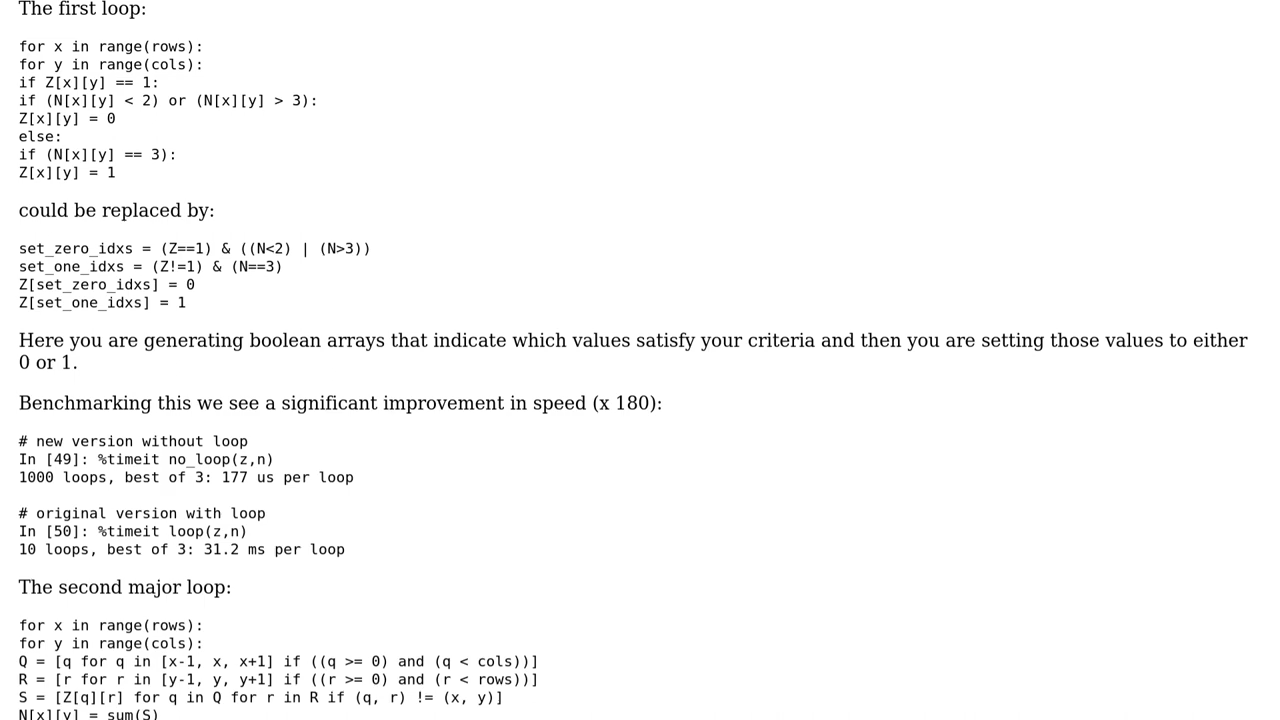 The first loop:
for x in range(rows):
for y in range(cols):
if Z[x][y] == 1:
if (N[x][y] < 2) or (N[x][y] > 3):
Z[x][y] = 0
else:
if (N[x][y] == 3):
Z[x][y] = 1
could be replaced by:
set_zero_idxs = (Z==1) & ((N<2) | (N>3))
set_one_idxs = (Z!=1) & (N==3)
Z[set_zero_idxs] = 0
Z[set_one_idxs] = 1
Here you are generating boolean arrays that indicate which values satisfy your criteria and then you are setting those values to either
0 or 1.
Benchmarking this we see a significant improvement in speed (x 180):
# new version without loop
In [49]: %timeit no_loop(z,n)
1000 loops, best of 3: 177 us per loop
# original version with loop
In [50]: %timeit loop(z,n)
10 loops, best of 3: 31.2 ms per loop
The second major loop:
for x in range(rows):
for y in range(cols):
Q = [q for q in [x-1, x, x+1] if ((q >= 0) and (q < cols))]
R = [r for r in [y-1, y, y+1] if ((r >= 0) and (r < rows))]
S = [Z[q][r] for q in Q for r in R if (q, r) != (x, y)]
N[x][y] = sum(S)